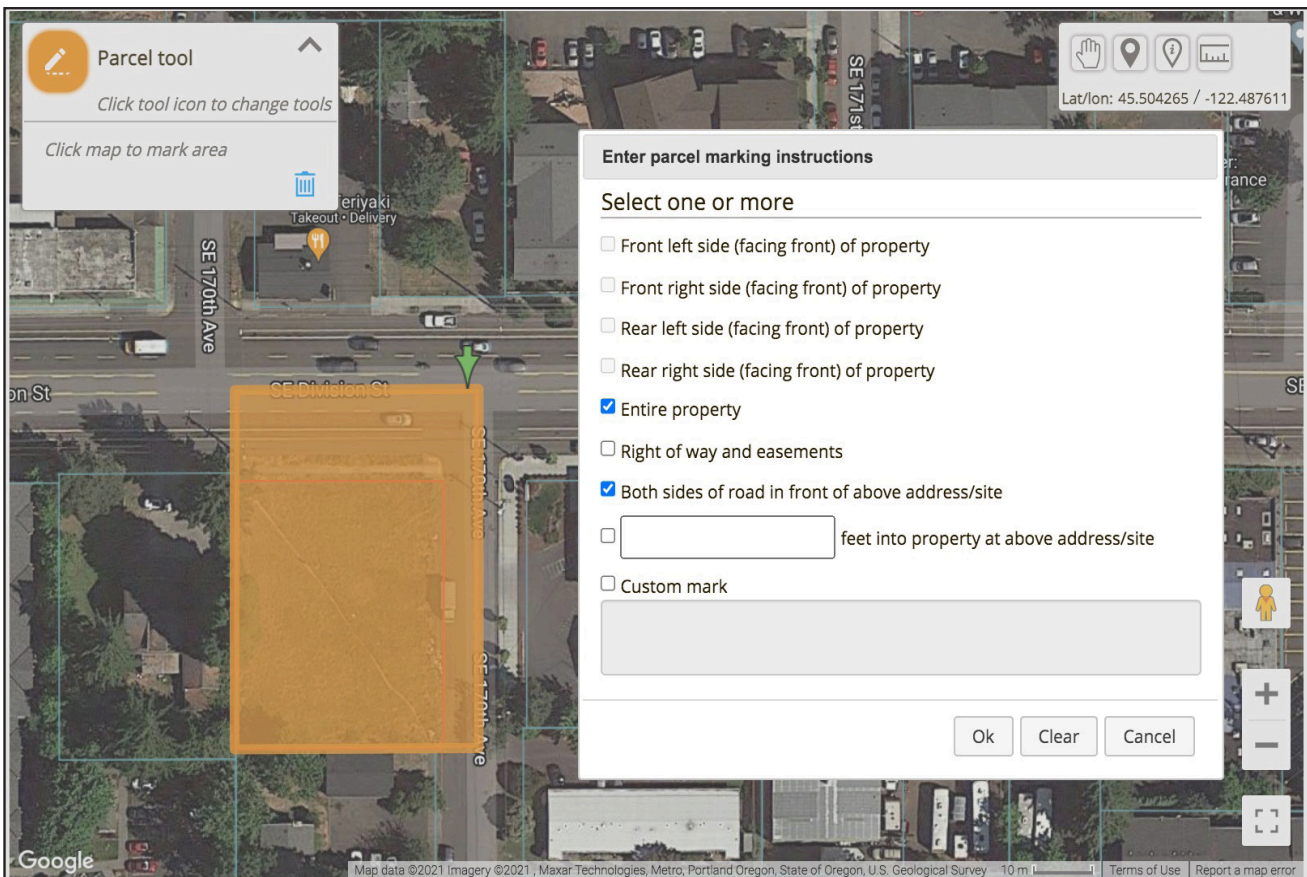 Parcel tool
Click tool icon to change tools
Click map to mark area
Lat/lon: 45.504265 / -122.487611
SE 171st
Teriyaki
Takeout • Delivery
rance
SE 170th Ave
on St
SE Division St
SE
SE 170th Ave
SE 170th Ave
Enter parcel marking instructions
Select one or more
Front left side (facing front) of property
Front right side (facing front) of property
Rear left side (facing front) of property
Rear right side (facing front) of property
Entire property
Right of way and easements
Both sides of road in front of above address/site
feet into property at above address/site
Custom mark
Ok Clear Cancel
Google
Map data ©2021 Imagery ©2021 , Maxar Technologies, Metro, Portland Oregon, State of Oregon, U.S. Geological Survey 10 m Terms of Use Report a map error